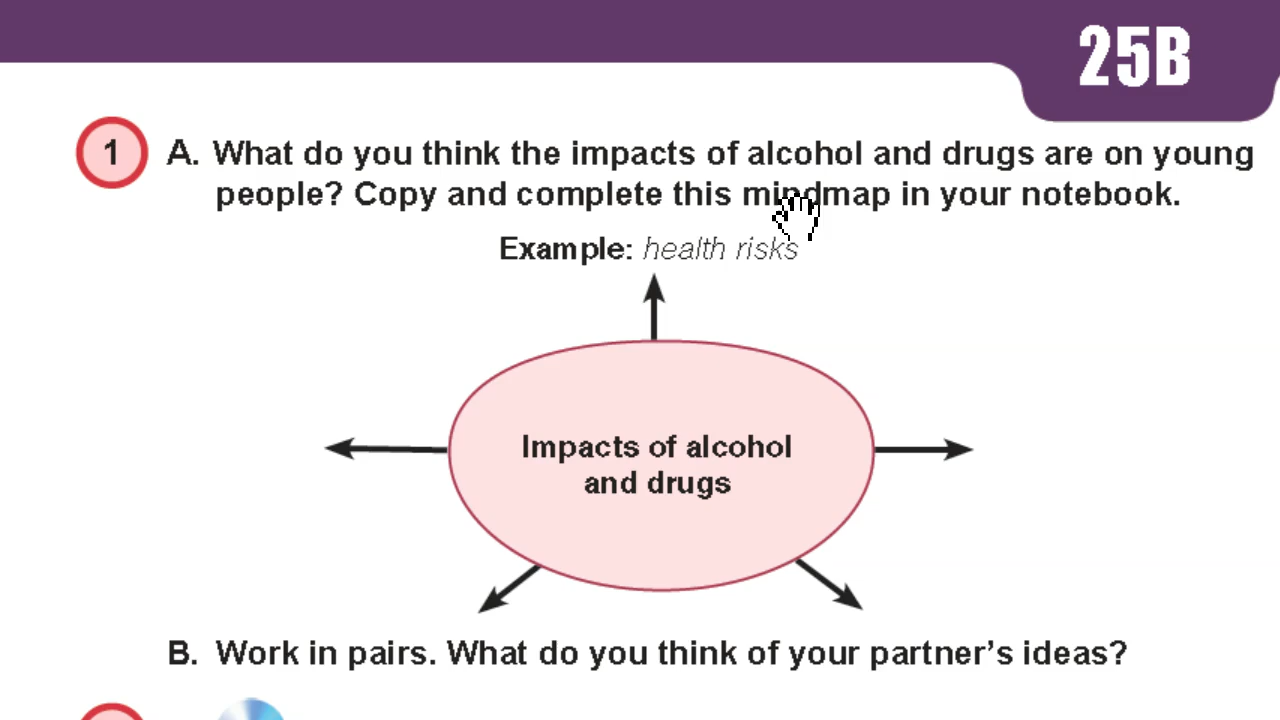 25B
1 A. What do you think the impacts of alcohol and drugs are on young
people? Copy and complete this mindmap in your notebook.
Example: health risks
Impacts of alcohol
and drugs
B. Work in pairs. What do you think of your partner's ideas?